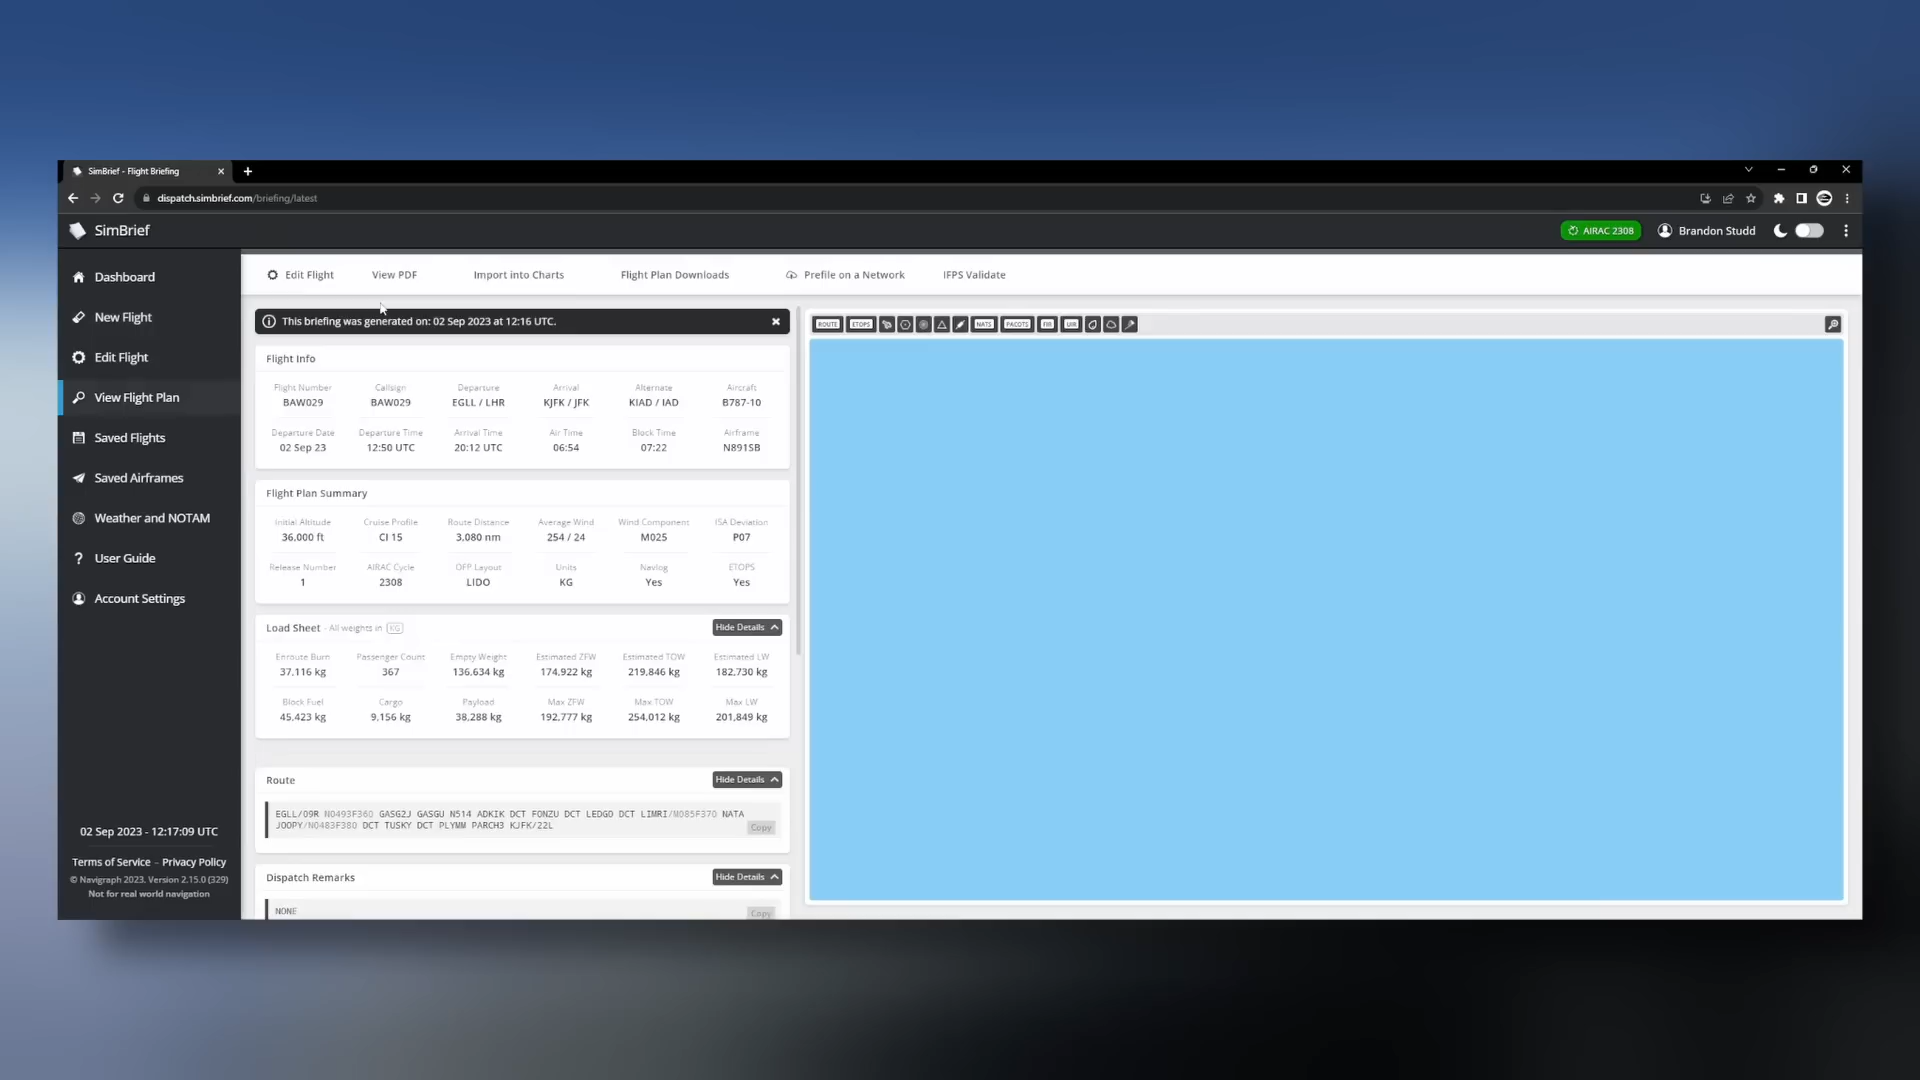 SimBrief - Flight Briefing
dispatch.simbrief.com/briefing/latest
SimBrief
AIRAC 2308
Brandon Studd
Dashboard
New Flight
Edit Flight
View Flight Plan
Saved Flights
Saved Airframes
Weather and NOTAM
User Guide
Account Settings
02 Sep 2023 - 12:17:09 UTC
Terms of Service - Privacy Policy
© Navigraph 2023. Version 2.15.0 (329)
Not for real world navigation
Edit Flight View PDF Import into Charts Flight Plan Downloads Prefile on a Network IFPS Validate
This briefing was generated on: 02 Sep 2023 at 12:16 UTC.
Flight Info
Flight Number Callsign Departure Arrival Alternate Aircraft
BAW029 BAW029 EGLL / LHR KJFK / JFK KIAD / IAD B787-10
Departure Date Departure Time Arrival Time Air Time Block Time Airframe
02 Sep 23 12:50 UTC 20:12 UTC 06:54 07:22 N891SB
Flight Plan Summary
Initial Altitude Cruise Profile Route Distance Average Wind Wind Component ISA Deviation
36,000 ft CI 15 3,080 nm 254 / 24 M025 P07
Release Number AIRAC Cycle OFP Layout Units Navlog ETOPS
1 2308 LIDO KG Yes Yes
Load Sheet - All weights in KG Hide Details
Enroute Burn Passenger Count Empty Weight Estimated ZFW Estimated TOW Estimated LW
37,116 kg 367 136,634 kg 174,922 kg 219,846 kg 182,730 kg
Block Fuel Cargo Payload Max ZFW Max TOW Max LW
45,423 kg 9,156 kg 38,288 kg 192,777 kg 254,012 kg 201,849 kg
Route Hide Details
EGLL/09R N0493F360 GASG2J GASGU N514 ADKIK DCT FONZU DCT LEDGO DCT LIMRI/M085F370 NATA
JOOPY/N0483F380 DCT TUSKY DCT PLYMM PARCH3 KJFK/22L
Copy
Dispatch Remarks Hide Details
NONE
Copy
ROUTE ETOPS NATS PACOTS FIR UIR